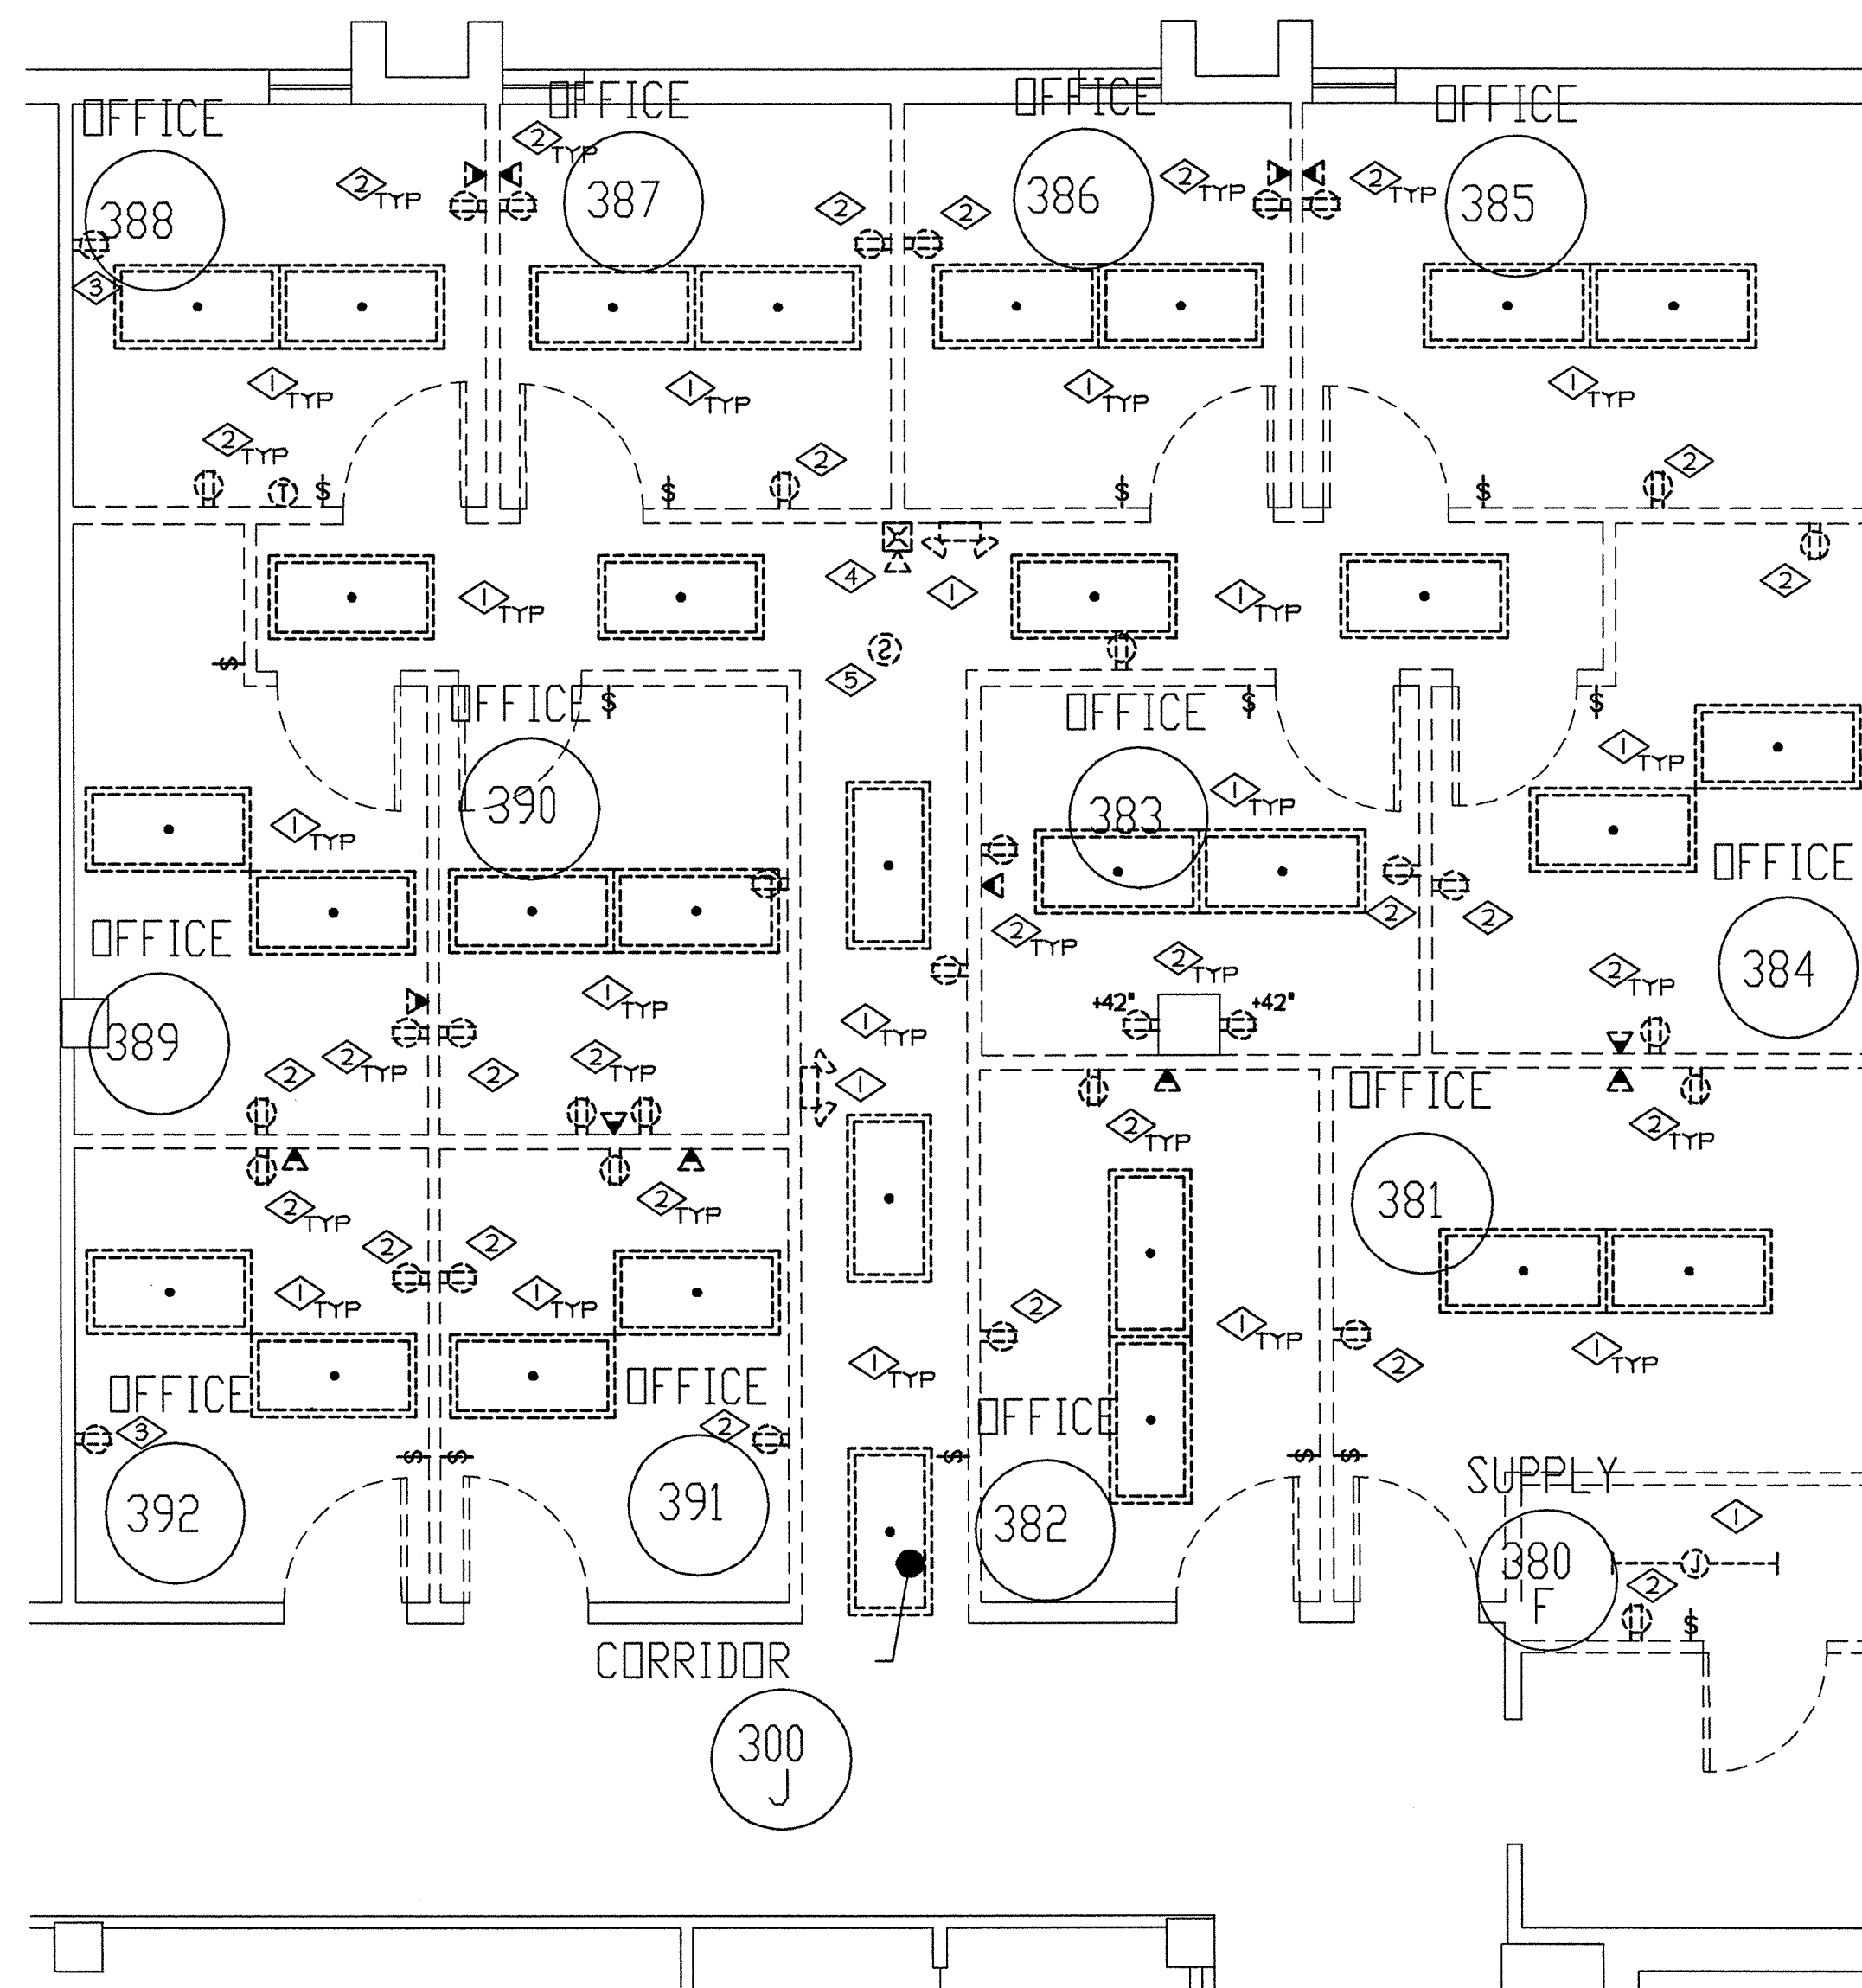 OFFICE
OFFICE
OFFICE
OFFICE
388
387
386
385
2 TYP
2 TYP
2 TYP
2 TYP
2
2
3
1 TYP
1 TYP
1 TYP
1 TYP
2 TYP
2
2
T
$
$
$
$
4
1
2
1 TYP
1 TYP
S
5
$
OFFICE
$
OFFICE
$
$
390
383
1 TYP
1 TYP
1 TYP
OFFICE
OFFICE
2 TYP
2
2
384
389
1 TYP
2 TYP
2 TYP
+42"
+42"
1 TYP
2
2 TYP
2
2 TYP
1
OFFICE
2 TYP
2 TYP
381
2 TYP
2 TYP
2
2
1 TYP
1 TYP
2
1 TYP
2
1 TYP
1 TYP
OFFICE
OFFICE
OFFICE
3
2
$
$
$
$
$
392
391
382
SUPPLY
1
380
F
J
2
$
CORRIDOR
300
J